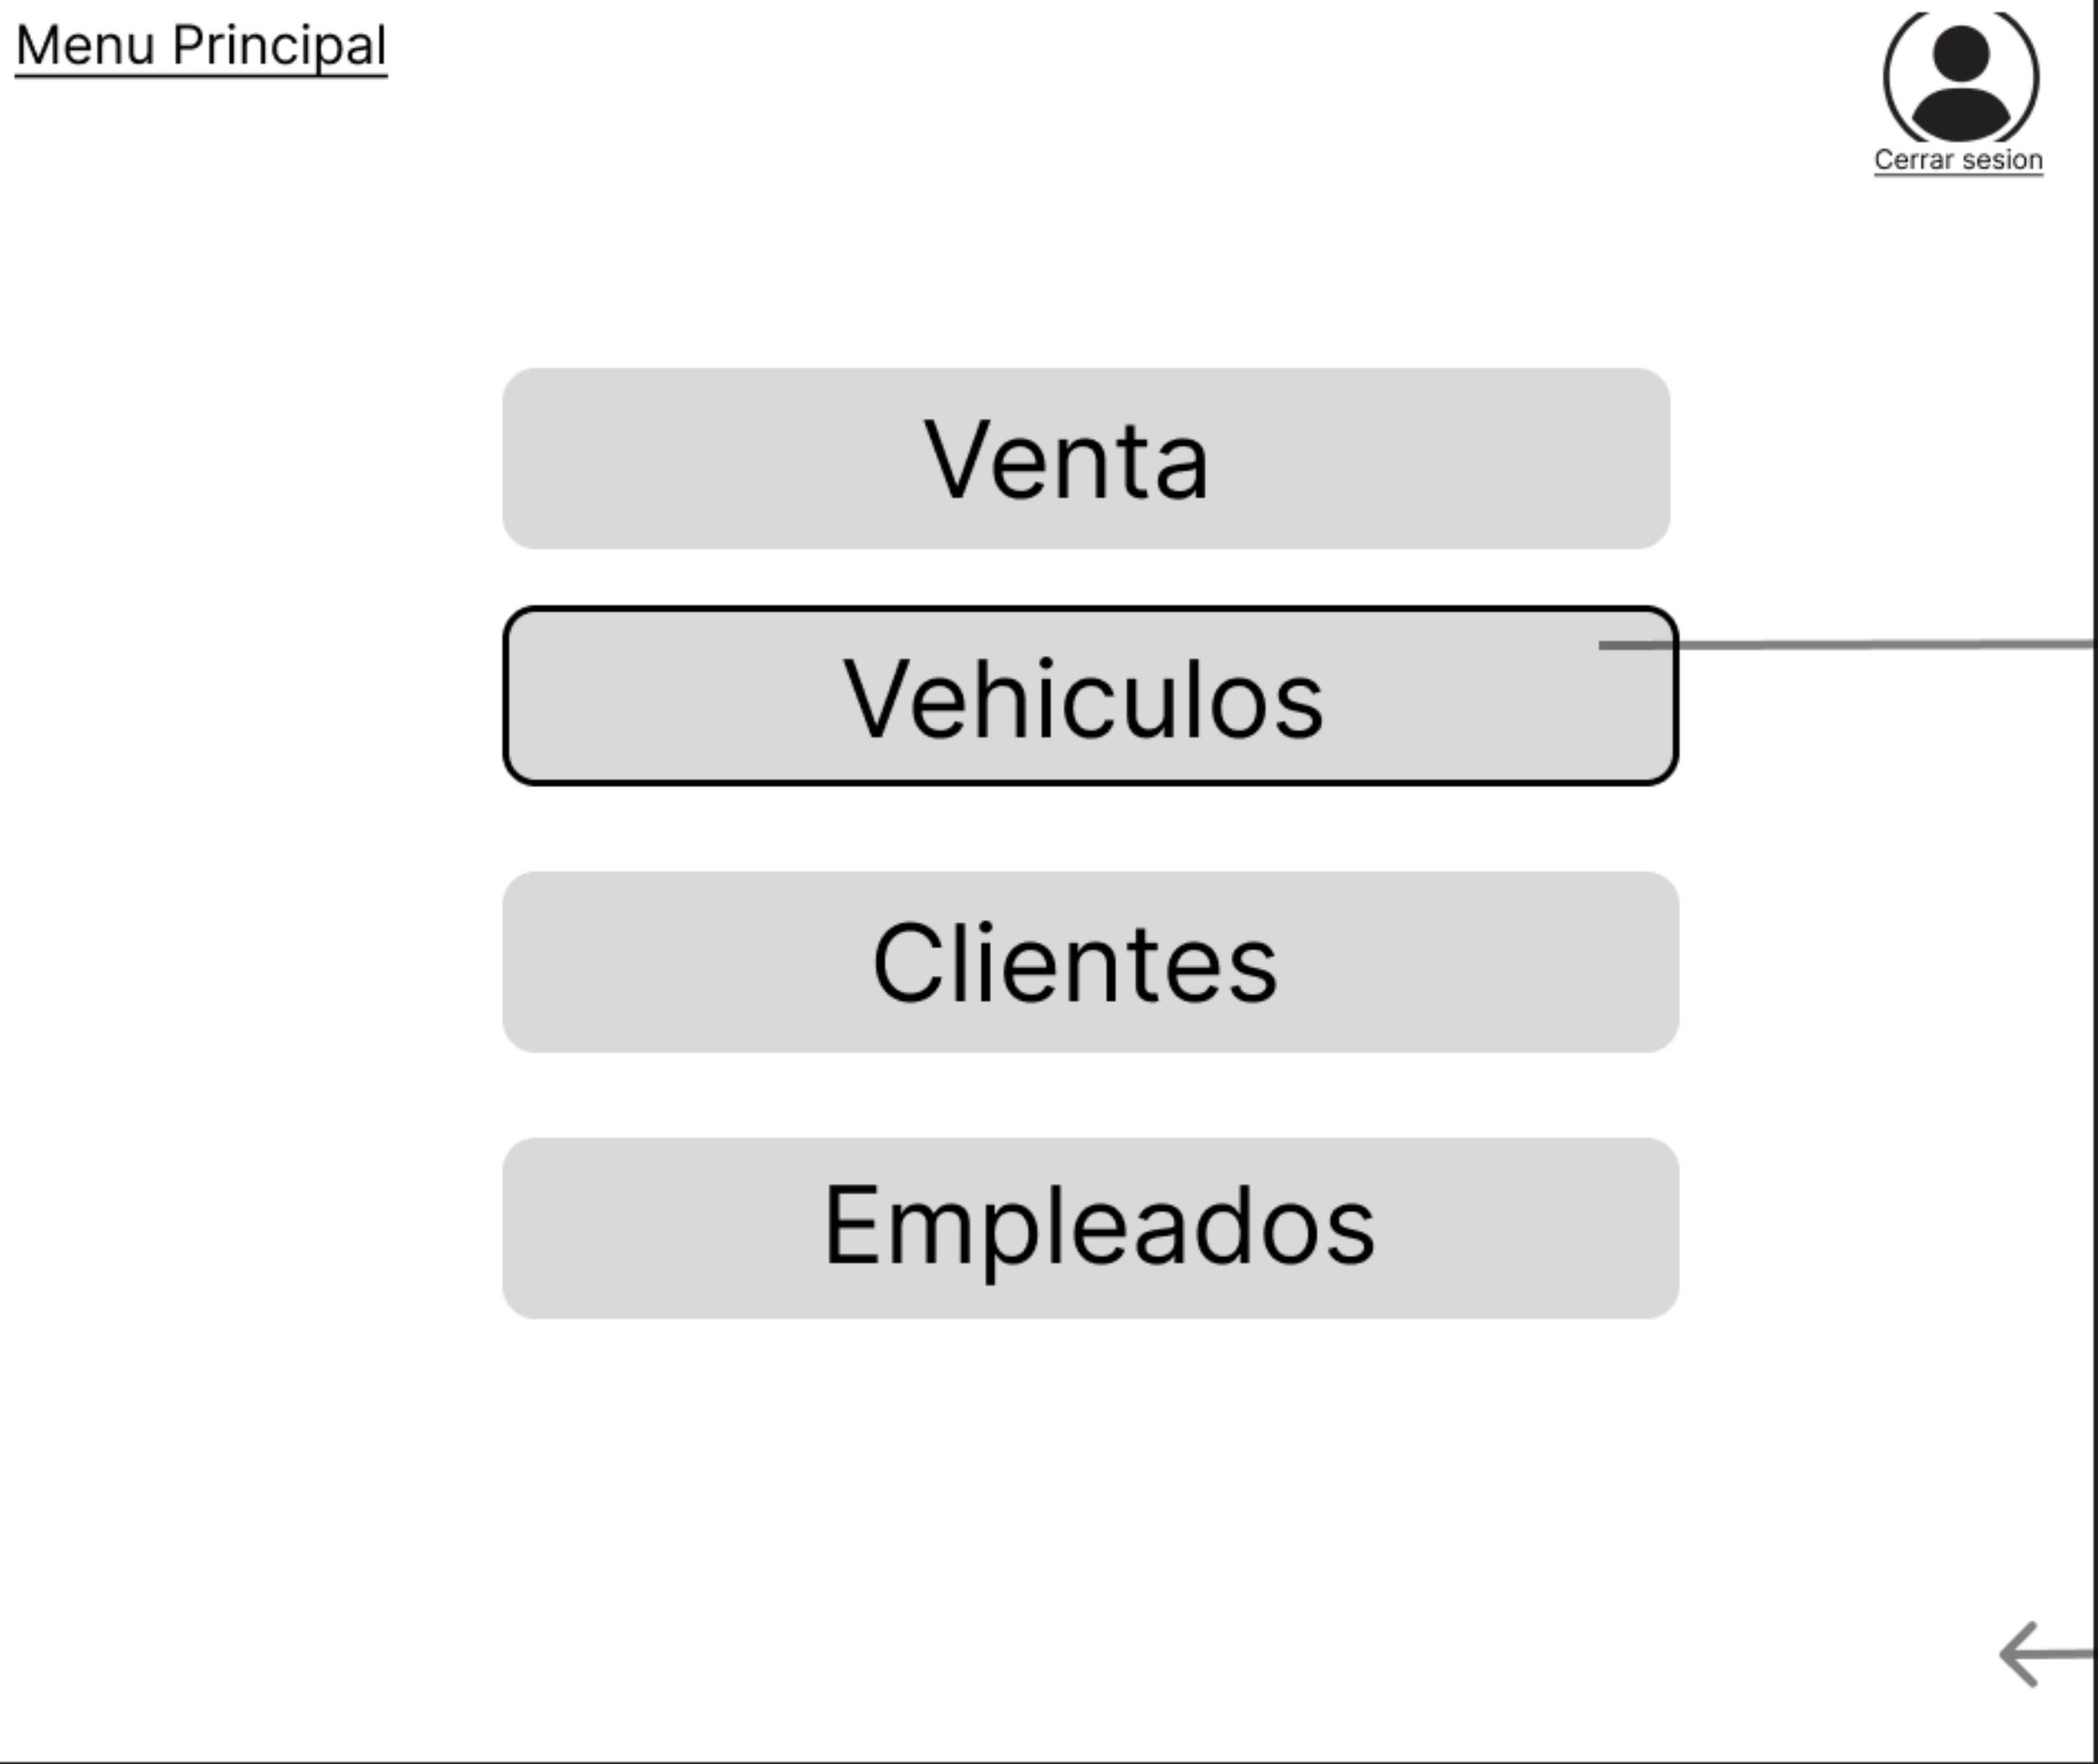 Menu Principal
Cerrar sesion
Venta
Vehiculos
Clientes
Empleados